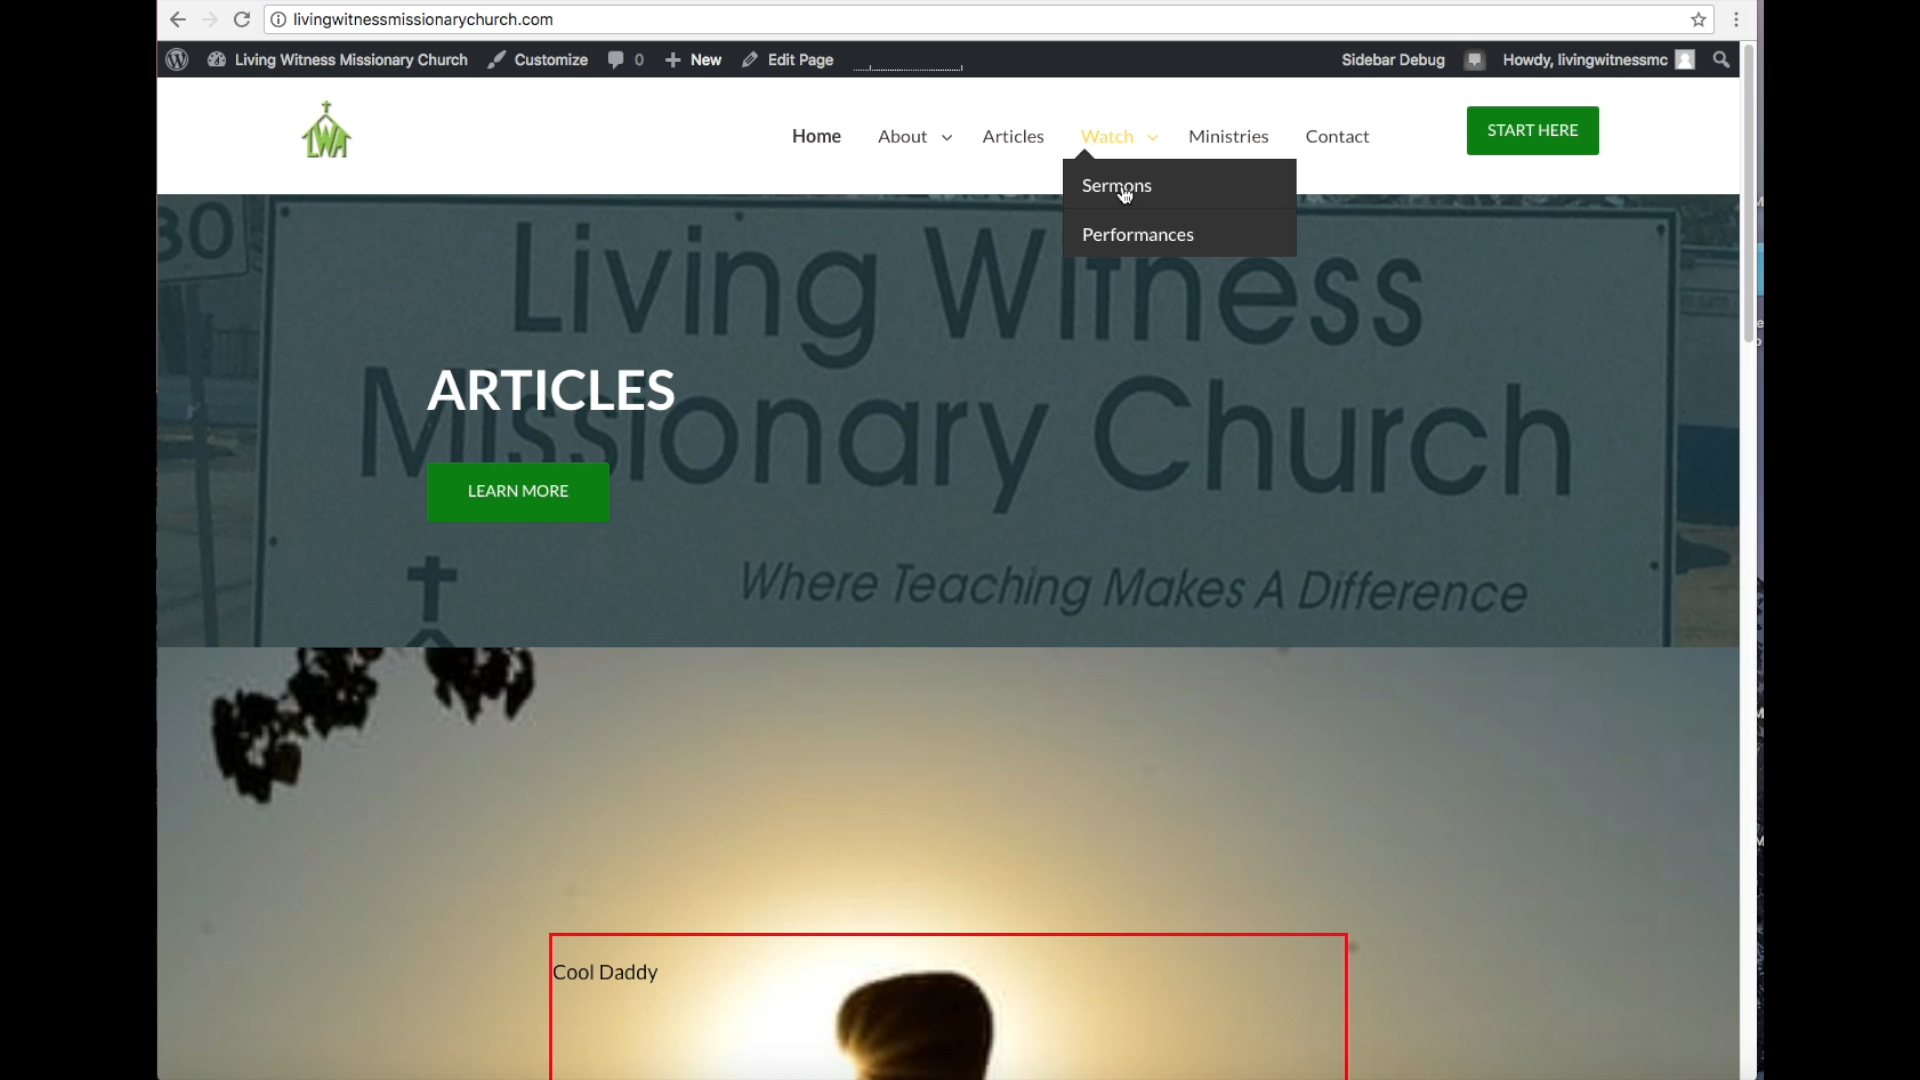 livingwitnessmissionarychurch.com
Living Witness Missionary Church Customize 0 New Edit Page Sidebar Debug Howdy, livingwitnessmc
LWM
Home About Articles Watch Ministries Contact START HERE
Sermons
Performances
30
Living Witness
Missionary Church
ARTICLES
LEARN MORE
Where Teaching Makes A Difference
Cool Daddy